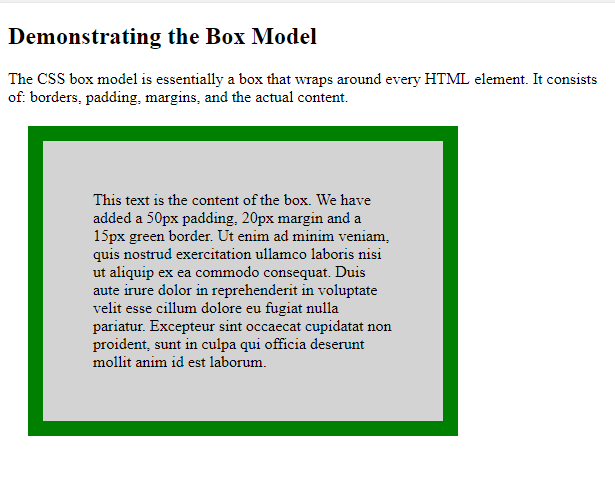 Demonstrating the Box Model
The CSS box model is essentially a box that wraps around every HTML element. It consists
of: borders, padding, margins, and the actual content.
This text is the content of the box. We have
added a 50px padding, 20px margin and a
15px green border. Ut enim ad minim veniam,
quis nostrud exercitation ullamco laboris nisi
ut aliquip ex ea commodo consequat. Duis
aute irure dolor in reprehenderit in voluptate
velit esse cillum dolore eu fugiat nulla
pariatur. Excepteur sint occaecat cupidatat non
proident, sunt in culpa qui officia deserunt
mollit anim id est laborum.